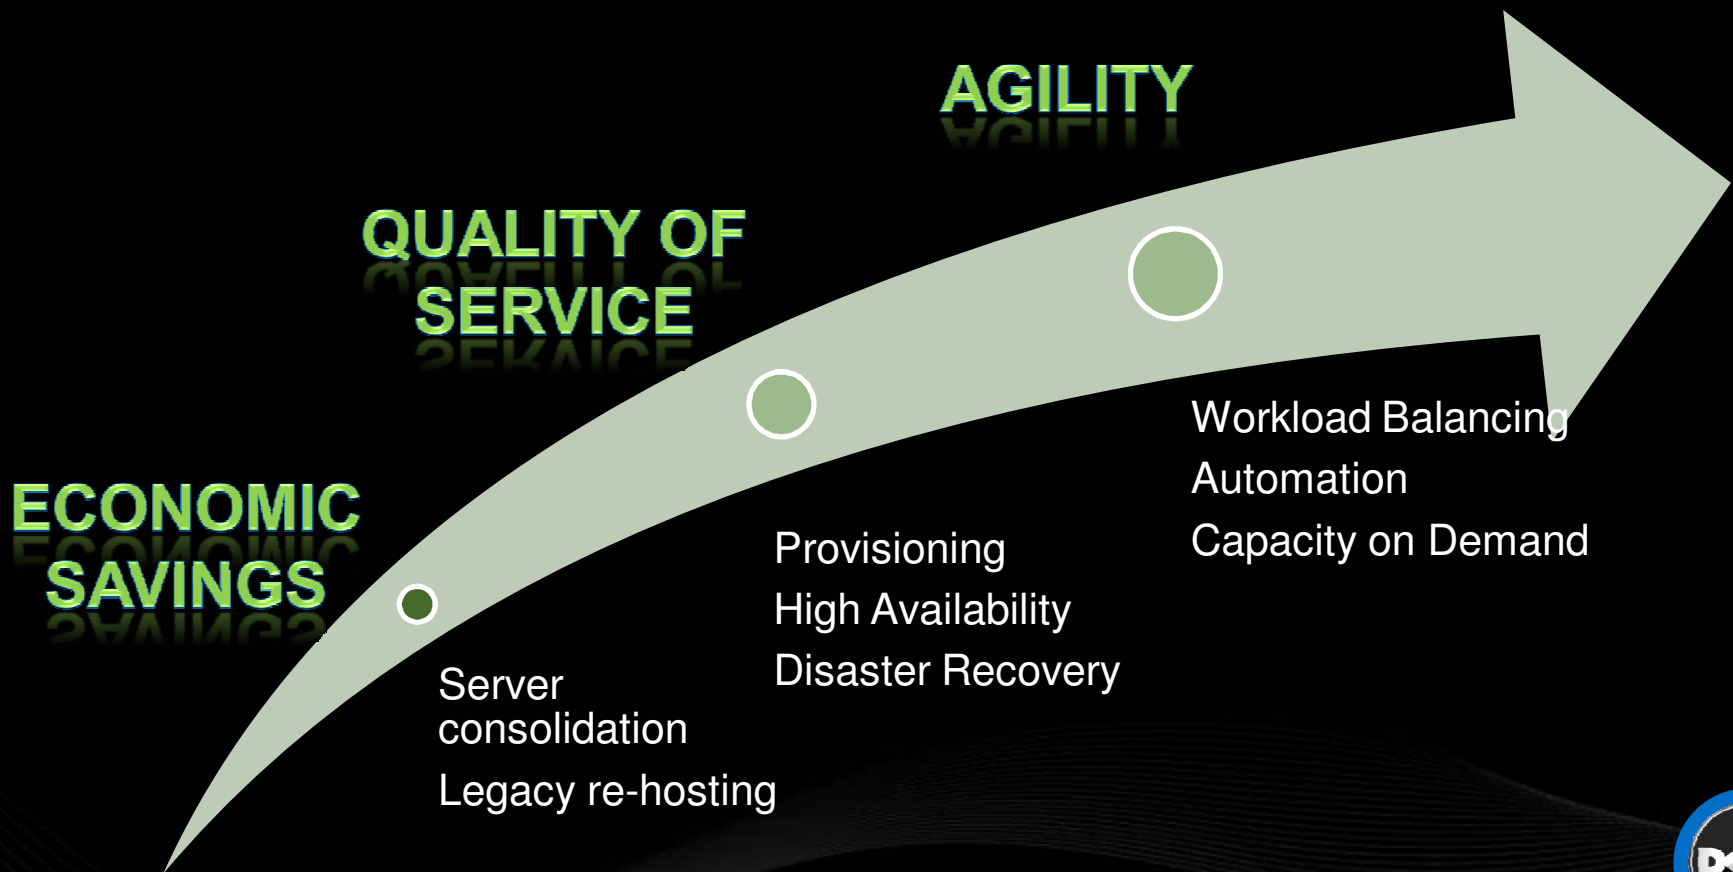 AGILITY
QUALITY OF
SERVICE
ECONOMIC
SAVINGS
Workload Balancing
Automation
Capacity on Demand
Provisioning
High Availability
Disaster Recovery
Server
consolidation
Legacy re-hosting